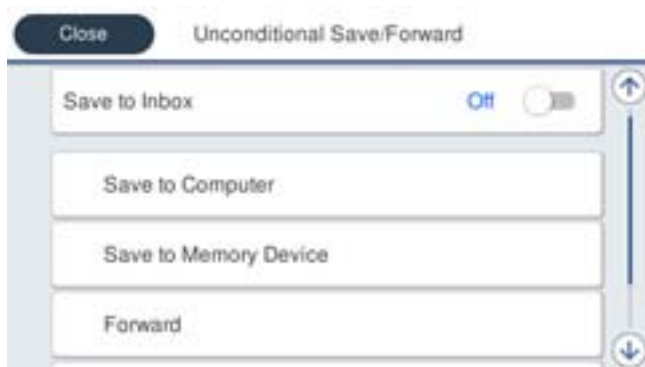 Close Unconditional Save/Forward
Save to Inbox Off
Save to Computer
Save to Memory Device
Forward